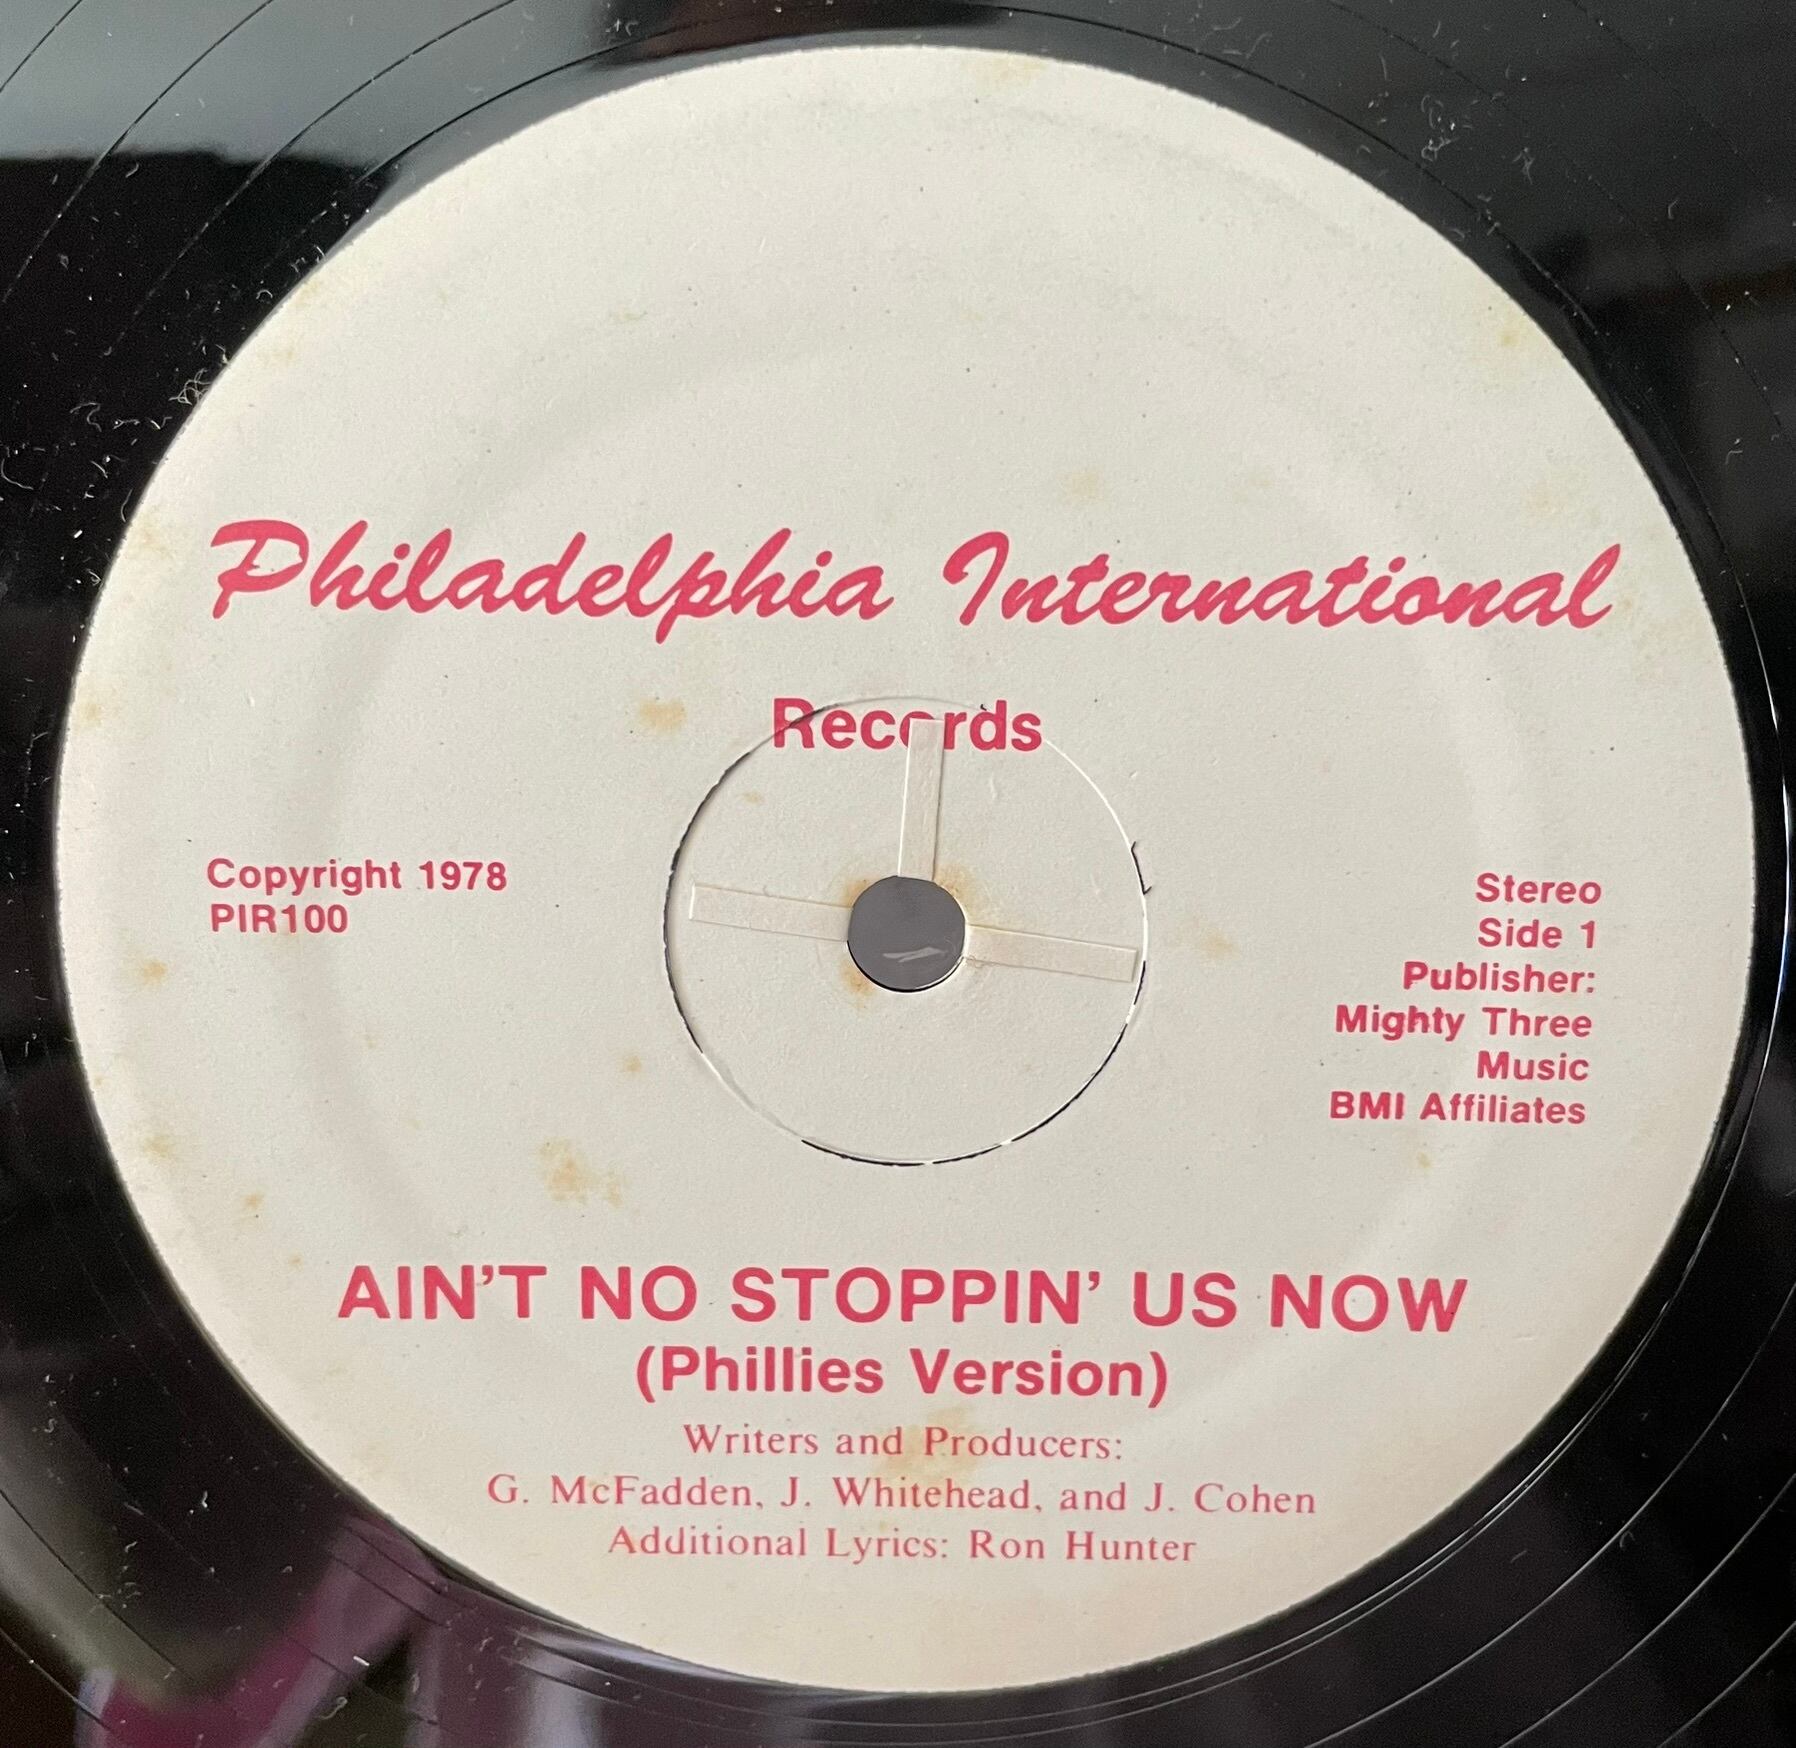 Philadelphia International
Records
Copyright 1978
PIR100
Stereo
Side 1
Publisher:
Mighty Three
Music
BMI Affiliates
AIN'T NO STOPPIN' US NOW
(Phillies Version)
Writers and Producers:
G. McFadden, J. Whitehead, and J. Cohen
Additional Lyrics: Ron Hunter